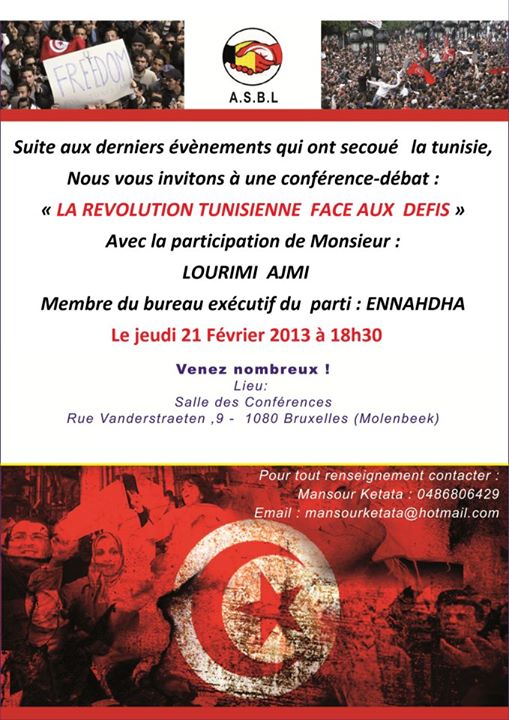 FREEDOM
A.S.B.L
Suite aux derniers évènements qui ont secoué la tunisie,
Nous vous invitons à une conférence-débat :
« LA REVOLUTION TUNISIENNE FACE AUX DEFIS »
Avec la participation de Monsieur :
LOURIMI AJMI
Membre du bureau exécutif du parti : ENNAHDHA
Le jeudi 21 Février 2013 à 18h30
Venez nombreux !
Lieu:
Salle des Conférences
Rue Vanderstraeten ,9 - 1080 Bruxelles (Molenbeek)
Pour tout renseignement contacter :
Mansour Ketata : 0486806429
Email : mansourketata@hotmail.com